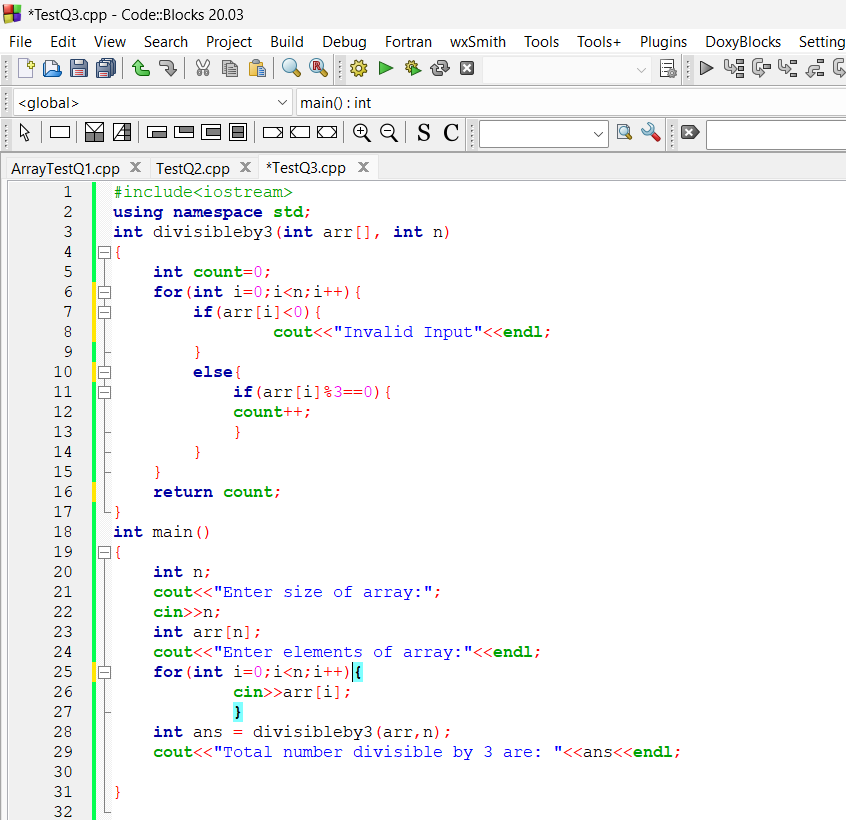 *TestQ3.cpp - Code::Blocks 20.03
File Edit View Search Project Build Debug Fortran wxSmith Tools Tools+ Plugins DoxyBlocks Setting
<global> main() : int
S C
ArrayTestQ1.cpp X TestQ2.cpp X *TestQ3.cpp X
1 #include<iostream>
2 using namespace std;
3 int divisibleby3(int arr[], int n)
4 {
5 int count=0;
6 for(int i=0;i<n;i++){
7 if(arr[i]<0){
8 cout<<"Invalid Input"<<endl;
9 }
10 else{
11 if(arr[i]%3==0){
12 count++;
13 }
14 }
15 }
16 return count;
17 }
18 int main()
19 {
20 int n;
21 cout<<"Enter size of array:";
22 cin>>n;
23 int arr[n];
24 cout<<"Enter elements of array:"<<endl;
25 for(int i=0;i<n;i++){
26 cin>>arr[i];
27 }
28 int ans = divisibleby3(arr,n);
29 cout<<"Total number divisible by 3 are: "<<ans<<endl;
30
31 }
32